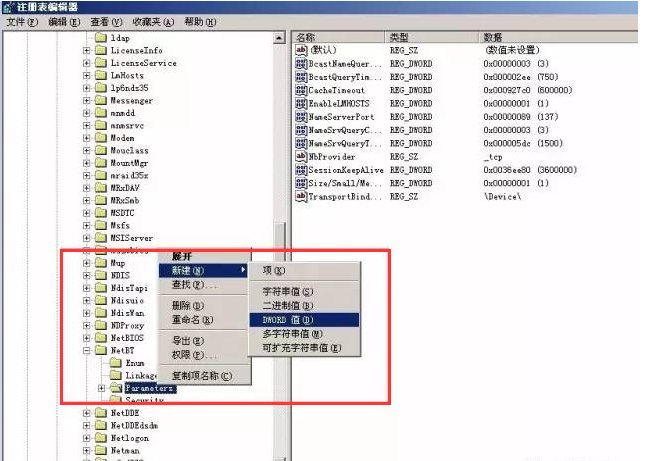 注册表编辑器
文件(F) 编辑(E) 查看(V) 收藏夹(A) 帮助(H)
名称 类型 数据
ldap
LicenseInfo
LicenseService
LmHosts
lp6nds35
Messenger
mnmdd
mnmsrvc
Modem
Mouclass
MountMgr
mraid35x
MRxDAV
MRxSmb
MSDTC
Msfs
MSIServer
Mup
NDIS
NdisTapi
Ndisuio
NdisWan
NDProxy
NetBIOS
NetBT
Enum
Linkage
Parameters
Security
NetDDE
NetDDEdsdm
Netlogon
Netman
(默认) REG_SZ (数值未设置)
BcastNameQuer... REG_DWORD 0x00000003 (3)
BcastQueryTim... REG_DWORD 0x000002ee (750)
CacheTimeout REG_DWORD 0x000927c0 (600000)
EnableLMHOSTS REG_DWORD 0x00000001 (1)
NameServerPort REG_DWORD 0x00000089 (137)
NameSrvQueryC... REG_DWORD 0x00000003 (3)
NameSrvQueryT... REG_DWORD 0x000005dc (1500)
NbProvider REG_SZ _tcp
SessionKeepAlive REG_DWORD 0x0036ee80 (3600000)
Size/Small/Me... REG_DWORD 0x00000001 (1)
TransportBind... REG_SZ \Device\
展开
新建(N)
查找(F)...
删除(D)
重命名(R)
导出(E)
权限(P)...
复制项名称(C)
项(K)
字符串值(S)
二进制值(B)
DWORD 值(D)
多字符串值(M)
可扩充字符串值(E)